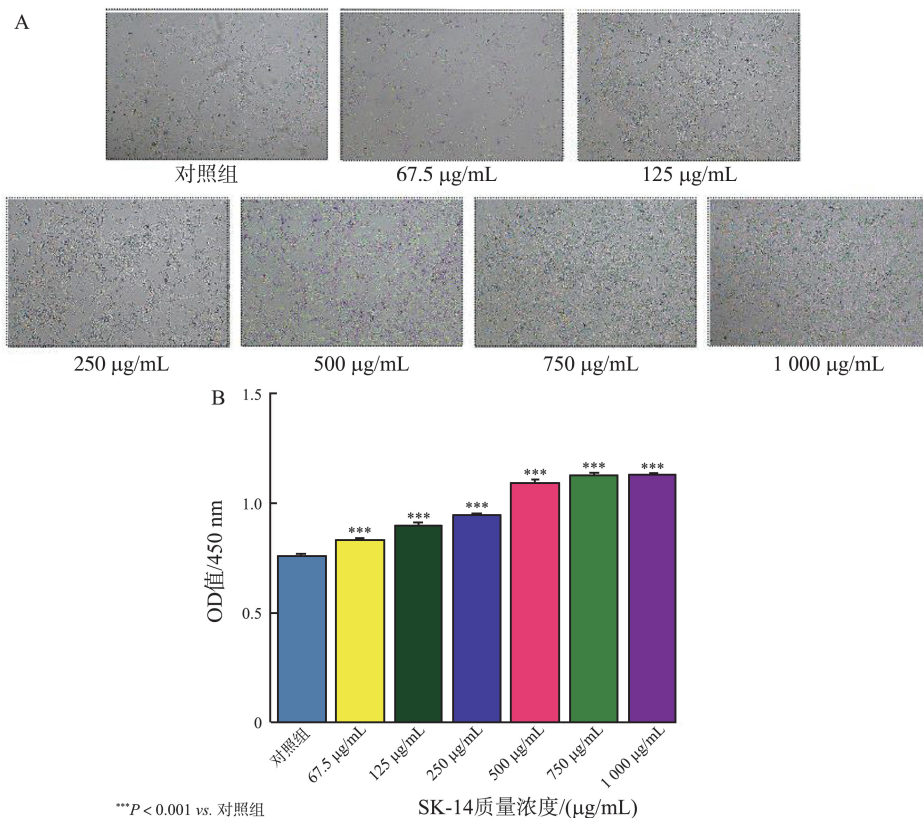 A
对照组
67.5 μg/mL
125 μg/mL
250 μg/mL
500 μg/mL
750 μg/mL
1 000 μg/mL
B
1.5
1.0
0.5
0
OD值/450 nm
***
***
***
***
***
***
对照组
67.5 μg/mL
125 μg/mL
250 μg/mL
500 μg/mL
750 μg/mL
1 000 μg/mL
SK-14质量浓度/(μg/mL)
***P < 0.001 vs. 对照组